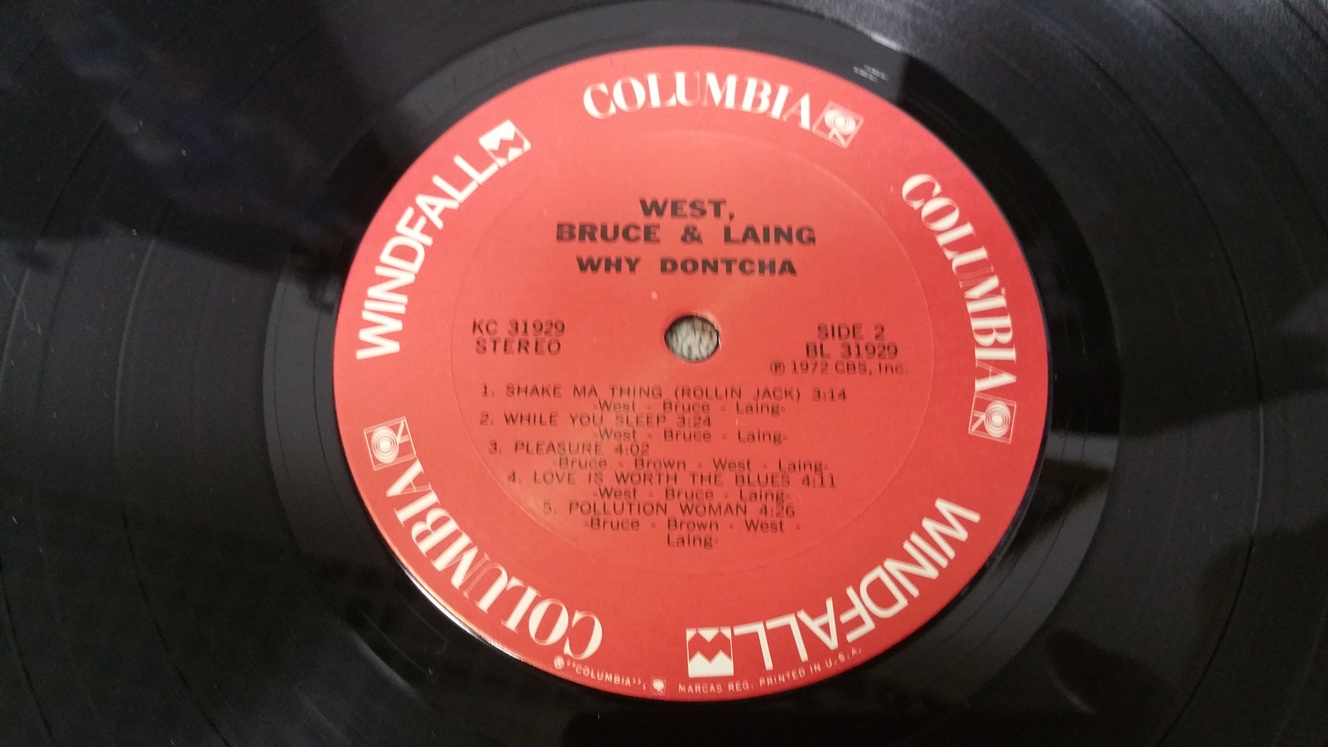 COLUMBIA
COLUMBIA
WINDFALL
COLUMBIA
WINDFALL
WEST,
BRUCE & LAING
WHY DONTCHA
KC 31929
STEREO
SIDE 2
BL 31929
℗ 1972 CBS, Inc.
1. SHAKE MA THING (ROLLIN JACK) 3:14
-West - Bruce - Laing-
2. WHILE YOU SLEEP 3:24
-West - Bruce - Laing-
3. PLEASURE 4:02
-Bruce - Brown - West - Laing-
4. LOVE IS WORTH THE BLUES 4:11
-West - Bruce - Laing-
5. POLLUTION WOMAN 4:26
-Bruce - Brown - West -
Laing-
® "COLUMBIA", MARCAS REG. PRINTED IN U.S.A.